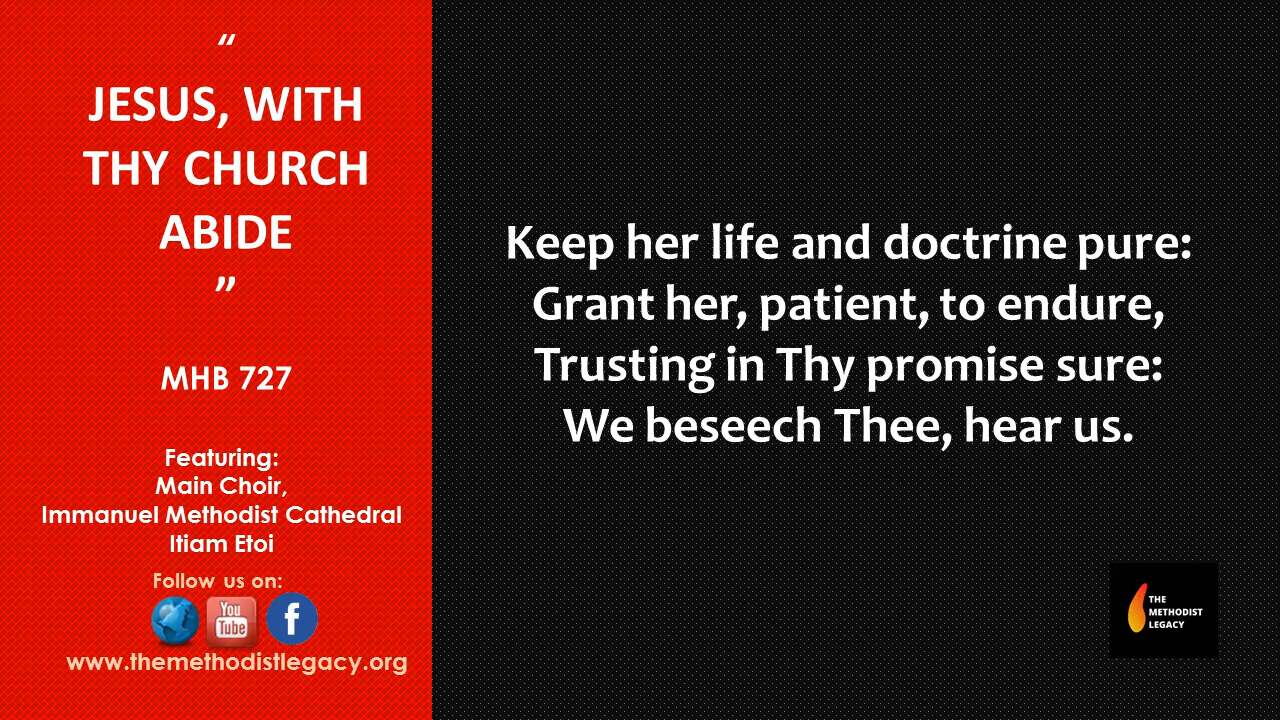 “
JESUS, WITH
THY CHURCH
ABIDE
”
MHB 727
Featuring:
Main Choir,
Immanuel Methodist Cathedral
Itiam Etoi
Follow us on:
You
Tube
f
www.themethodistlegacy.org
Keep her life and doctrine pure:
Grant her, patient, to endure,
Trusting in Thy promise sure:
We beseech Thee, hear us.
THE
METHODIST
LEGACY